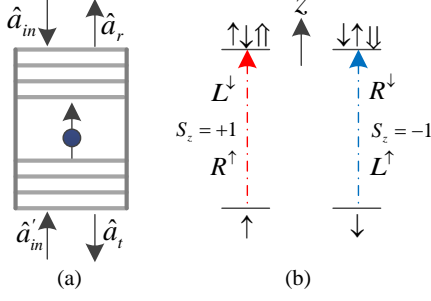 â_in
â_r
â'_in
â_t
(a)
↑↓⇑
z
↓↑⇓
L^↓
R^↓
S_z = +1
S_z = −1
R^↑
L^↑
↑
↓
(b)